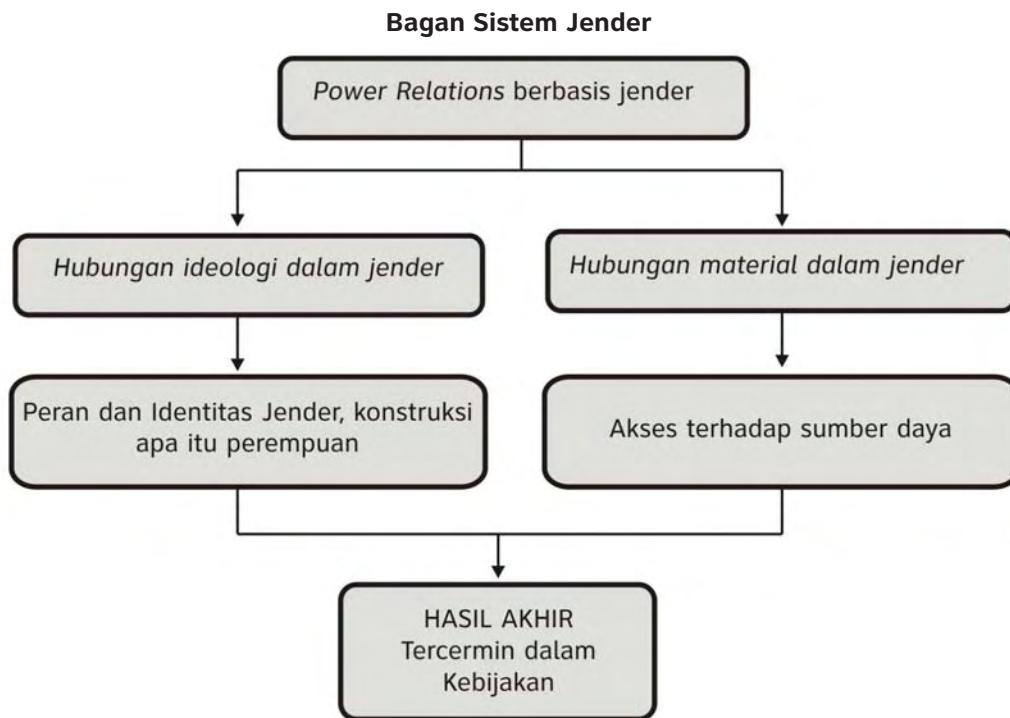 Bagan Sistem Jender
Power Relations berbasis jender
Hubungan ideologi dalam jender
Hubungan material dalam jender
Peran dan Identitas Jender, konstruksi
apa itu perempuan
Akses terhadap sumber daya
HASIL AKHIR
Tercermin dalam
Kebijakan